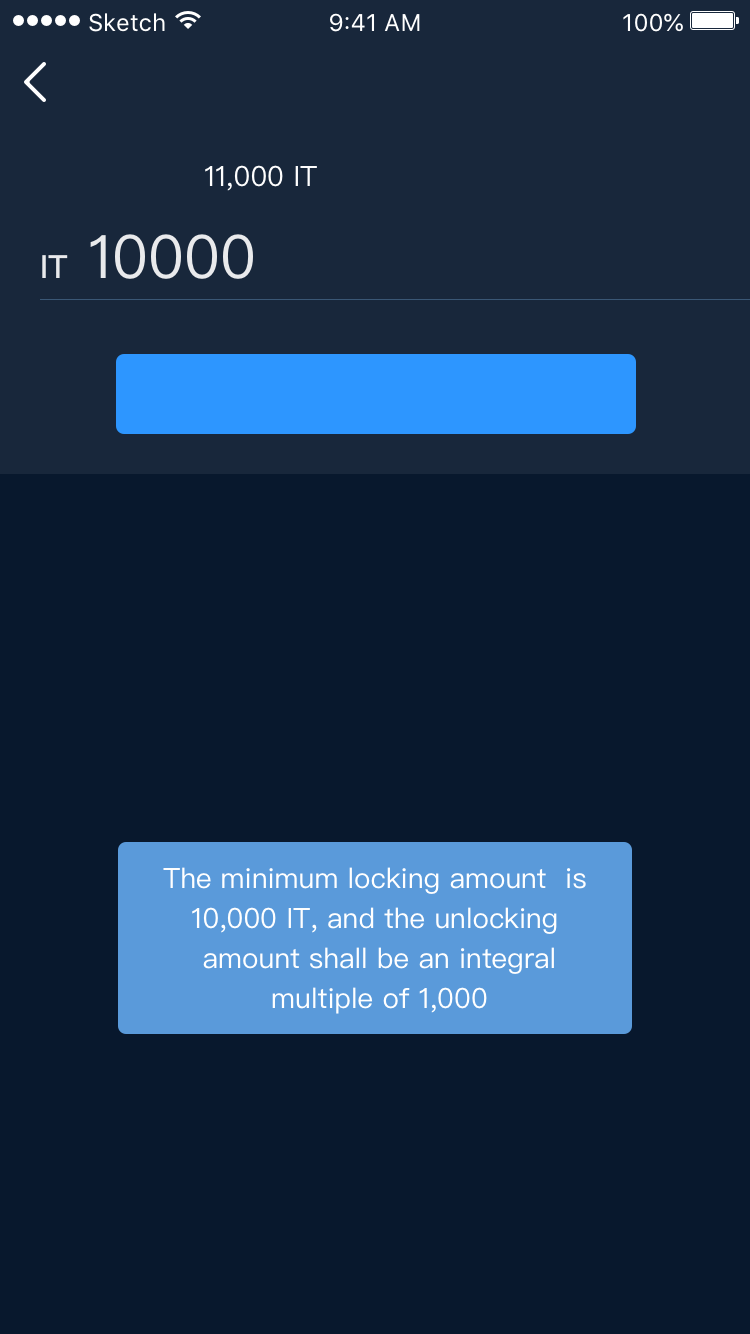 Sketch 9:41 AM 100%
11,000 IT
IT 10000
The minimum locking amount  is
10,000 IT, and the unlocking
amount shall be an integral
multiple of 1,000